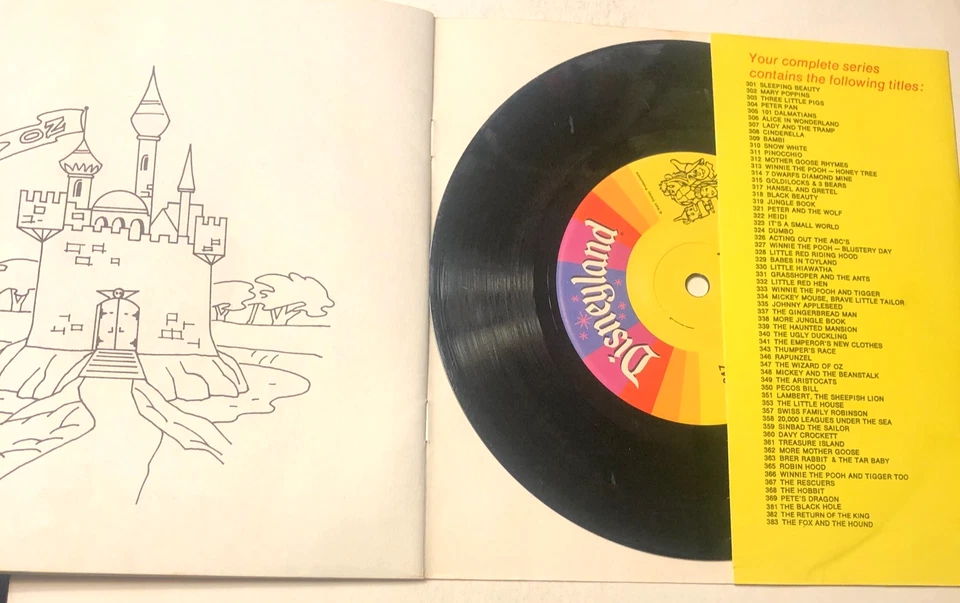 OZ
Disneyland
347
Your complete series
contains the following titles:
301 SLEEPING BEAUTY
302 MARY POPPINS
303 THREE LITTLE PIGS
304 PETER PAN
305 101 DALMATIANS
306 ALICE IN WONDERLAND
307 LADY AND THE TRAMP
308 CINDERELLA
309 BAMBI
310 SNOW WHITE
311 PINOCCHIO
312 MOTHER GOOSE RHYMES
313 WINNIE THE POOH — HONEY TREE
314 7 DWARFS DIAMOND MINE
315 GOLDILOCKS & 3 BEARS
317 HANSEL AND GRETEL
318 BLACK BEAUTY
319 JUNGLE BOOK
321 PETER AND THE WOLF
322 HEIDI
323 IT'S A SMALL WORLD
324 DUMBO
326 ACTING OUT THE ABC'S
327 WINNIE THE POOH — BLUSTERY DAY
328 LITTLE RED RIDING HOOD
329 BABES IN TOYLAND
330 LITTLE HIAWATHA
331 GRASSHOPER AND THE ANTS
332 LITTLE RED HEN
333 WINNIE THE POOH AND TIGGER
334 MICKEY MOUSE, BRAVE LITTLE TAILOR
335 JOHNNY APPLESEED
337 THE GINGERBREAD MAN
338 MORE JUNGLE BOOK
339 THE HAUNTED MANSION
340 THE UGLY DUCKLING
341 THE EMPEROR'S NEW CLOTHES
343 THUMPER'S RACE
346 RAPUNZEL
347 THE WIZARD OF OZ
348 MICKEY AND THE BEANSTALK
349 THE ARISTOCATS
350 PECOS BILL
351 LAMBERT, THE SHEEPISH LION
353 THE LITTLE HOUSE
357 SWISS FAMILY ROBINSON
358 20,000 LEAGUES UNDER THE SEA
359 SINBAD THE SAILOR
360 DAVY CROCKETT
361 TREASURE ISLAND
362 MORE MOTHER GOOSE
363 BRER RABBIT & THE TAR BABY
365 ROBIN HOOD
366 WINNIE THE POOH AND TIGGER TOO
367 THE RESCUERS
368 THE HOBBIT
369 PETE'S DRAGON
381 THE BLACK HOLE
382 THE RETURN OF THE KING
383 THE FOX AND THE HOUND